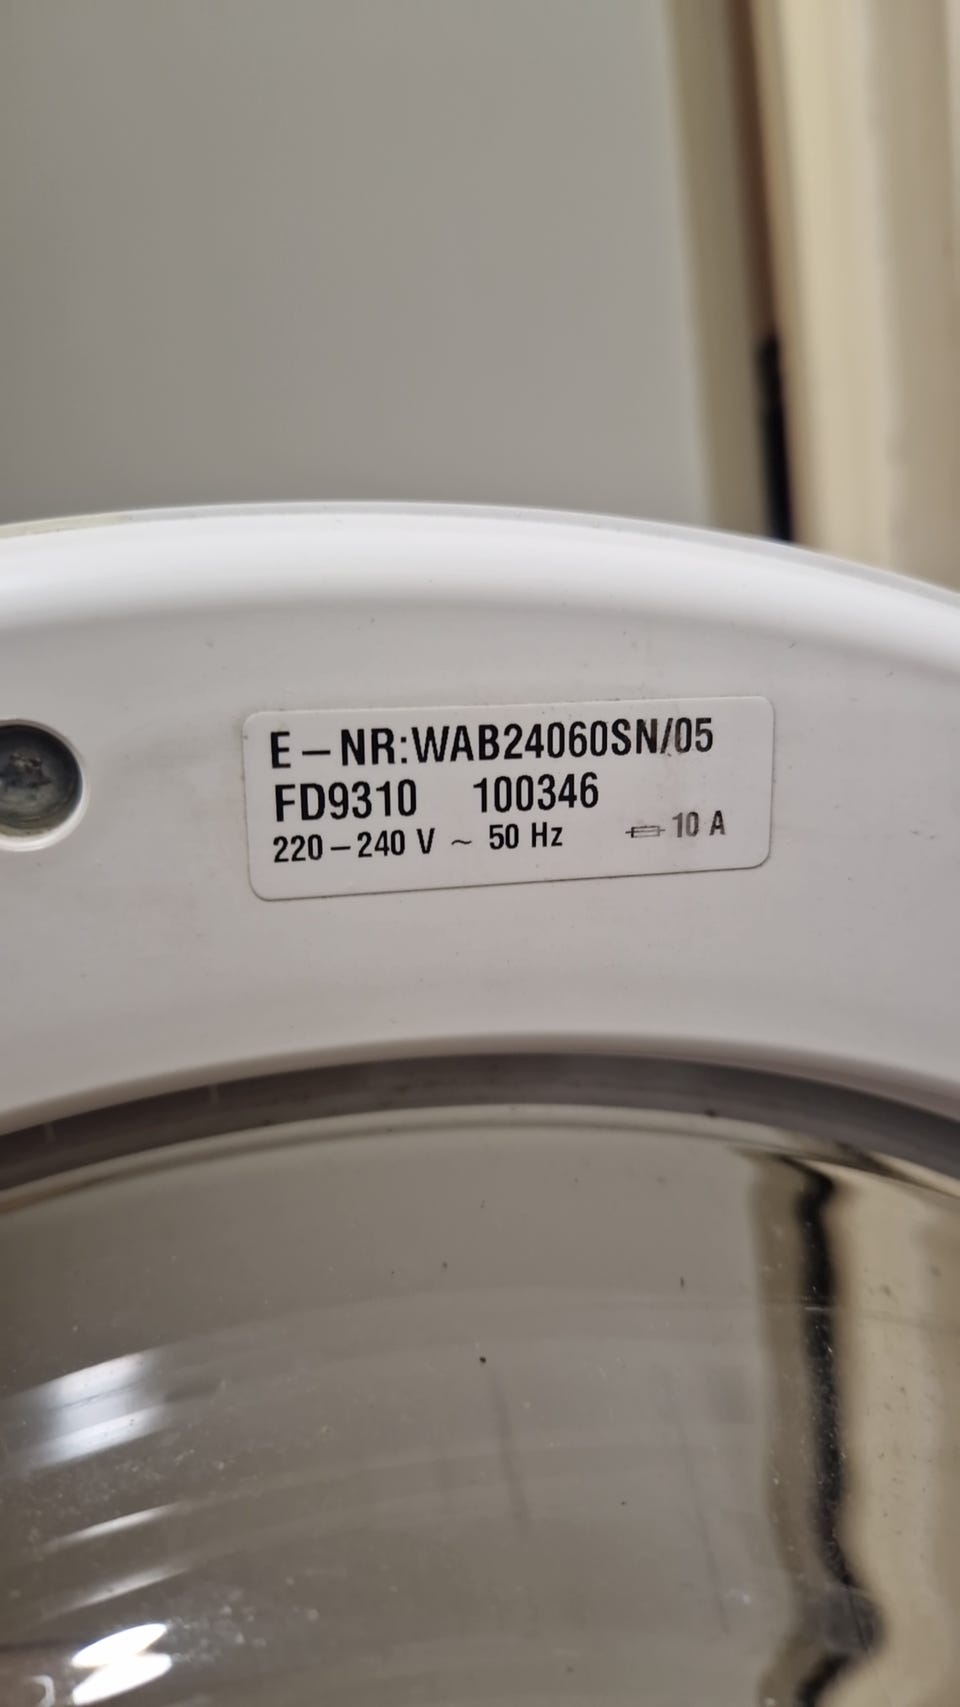 E – NR:WAB24060SN/05
FD9310 100346
220 – 240 V ~ 50 Hz 10 A